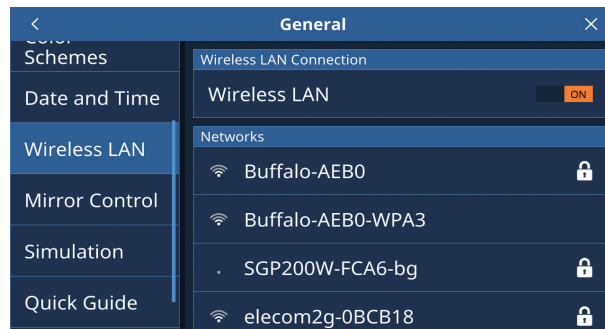 General
Color
Schemes
Date and Time
Wireless LAN
Mirror Control
Simulation
Quick Guide
Wireless LAN Connection
Wireless LAN
ON
Networks
Buffalo-AEB0
Buffalo-AEB0-WPA3
SGP200W-FCA6-bg
elecom2g-0BCB18